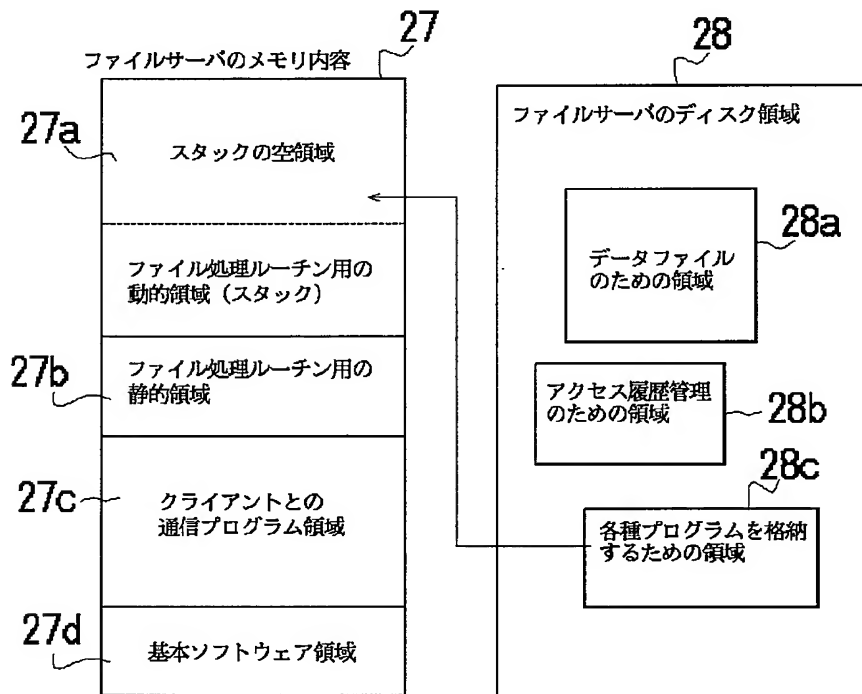 ファイルサーバのメモリ内容
27
27a
スタックの空領域
ファイル処理ルーチン用の
動的領域（スタック）
27b
ファイル処理ルーチン用の
静的領域
27c
クライアントとの
通信プログラム領域
27d
基本ソフトウェア領域
28
ファイルサーバのディスク領域
28a
データファイル
のための領域
アクセス履歴管理
のための領域
28b
28c
各種プログラムを格納
するための領域